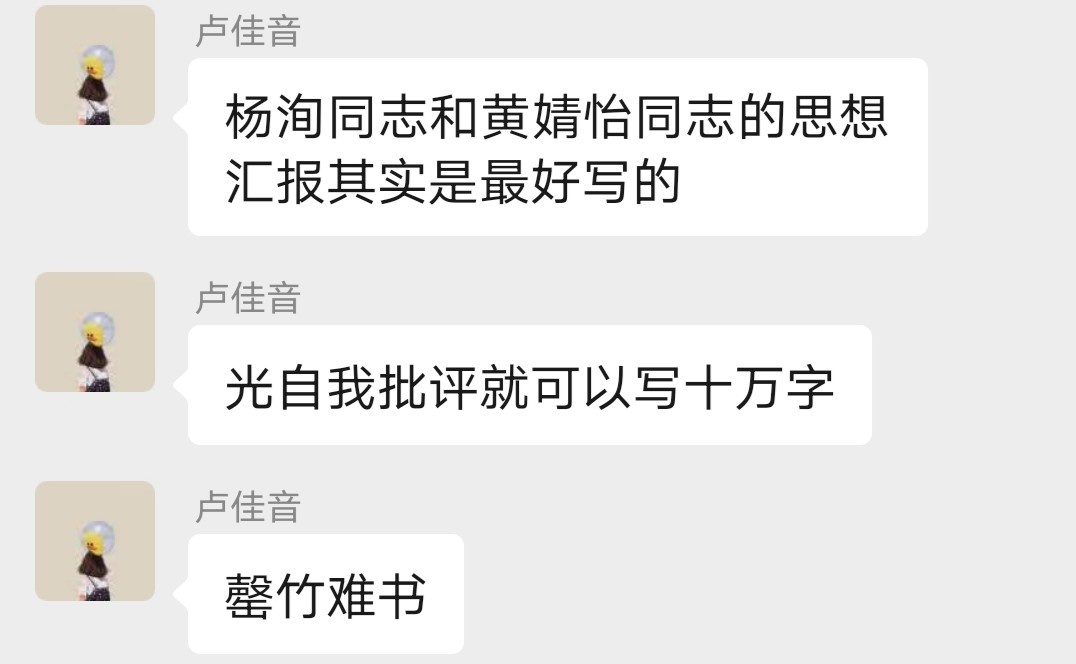 卢佳音
杨洵同志和黄婧怡同志的思想
汇报其实是最好写的
卢佳音
光自我批评就可以写十万字
卢佳音
罄竹难书